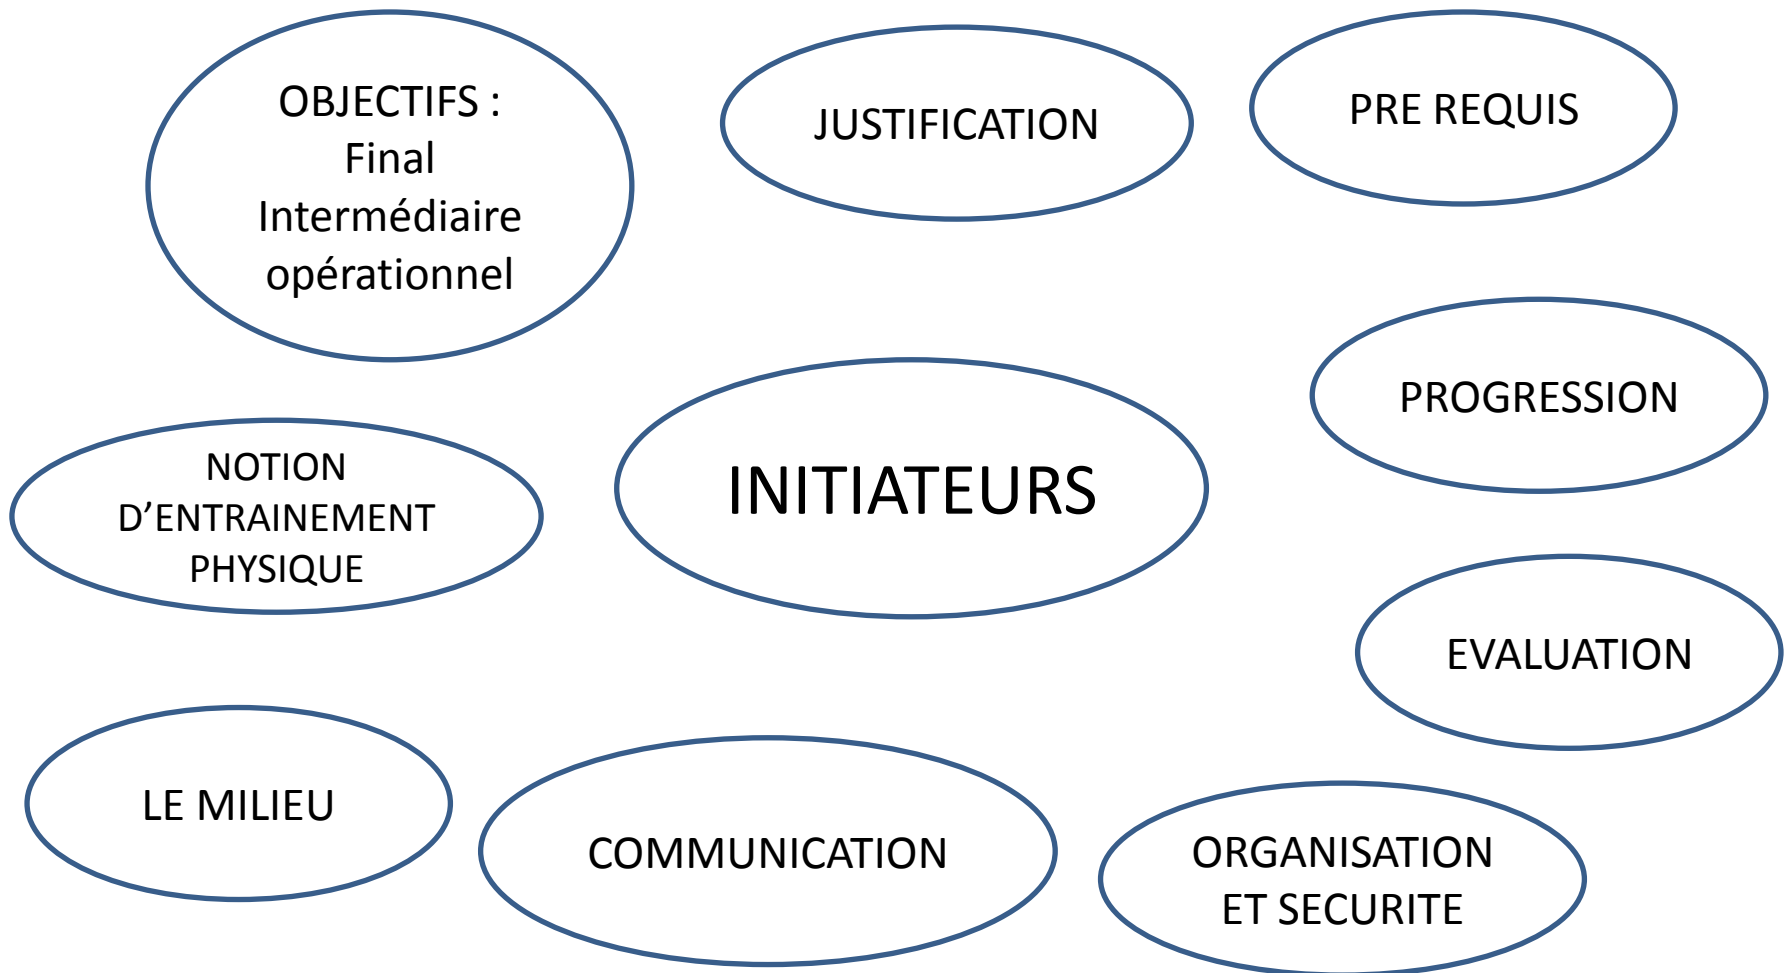 OBJECTIFS :
Final
Intermédiaire
opérationnel
JUSTIFICATION
PRE REQUIS
PROGRESSION
NOTION
D’ENTRAINEMENT
PHYSIQUE
INITIATEURS
EVALUATION
LE MILIEU
COMMUNICATION
ORGANISATION
ET SECURITE